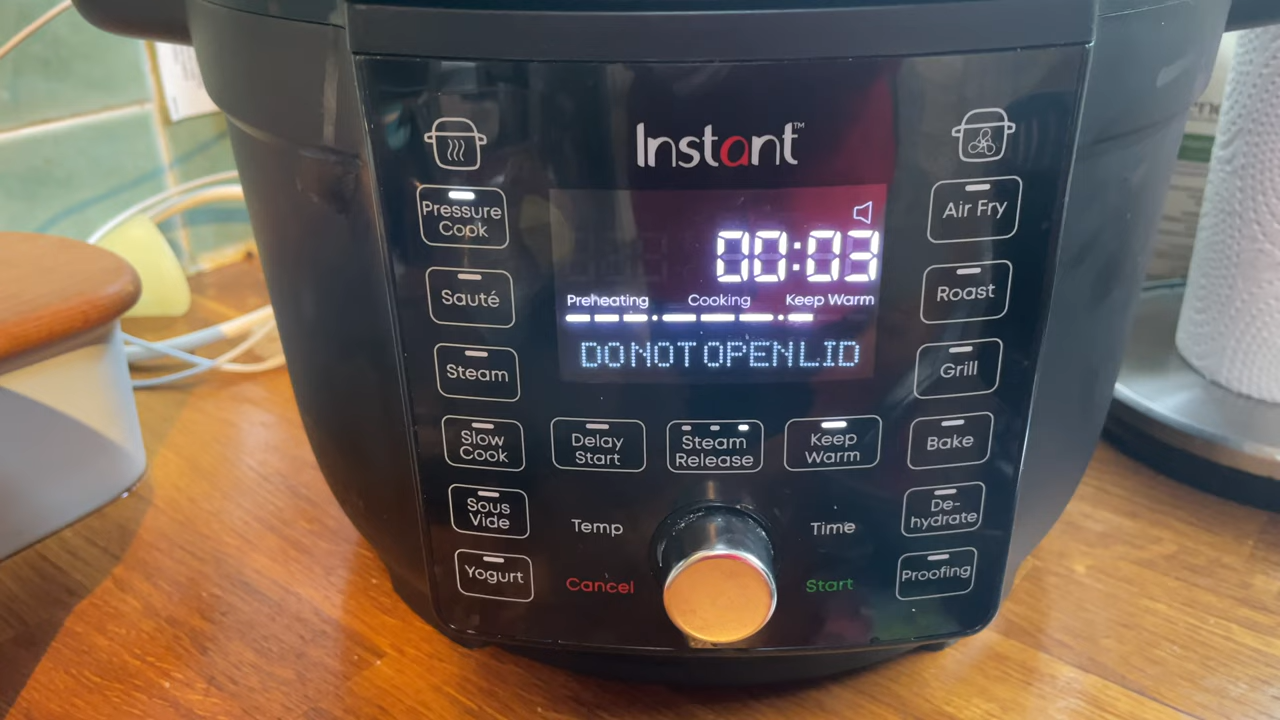 Instant™
Pressure
Cook
Sauté
Steam
Slow
Cook
Sous
Vide
Yogurt
00:03
Preheating
Cooking
Keep Warm
DO NOT OPEN LID
Delay
Start
Steam
Release
Keep
Warm
Temp
Time
Cancel
Start
Air Fry
Roast
Grill
Bake
De-
hydrate
Proofing